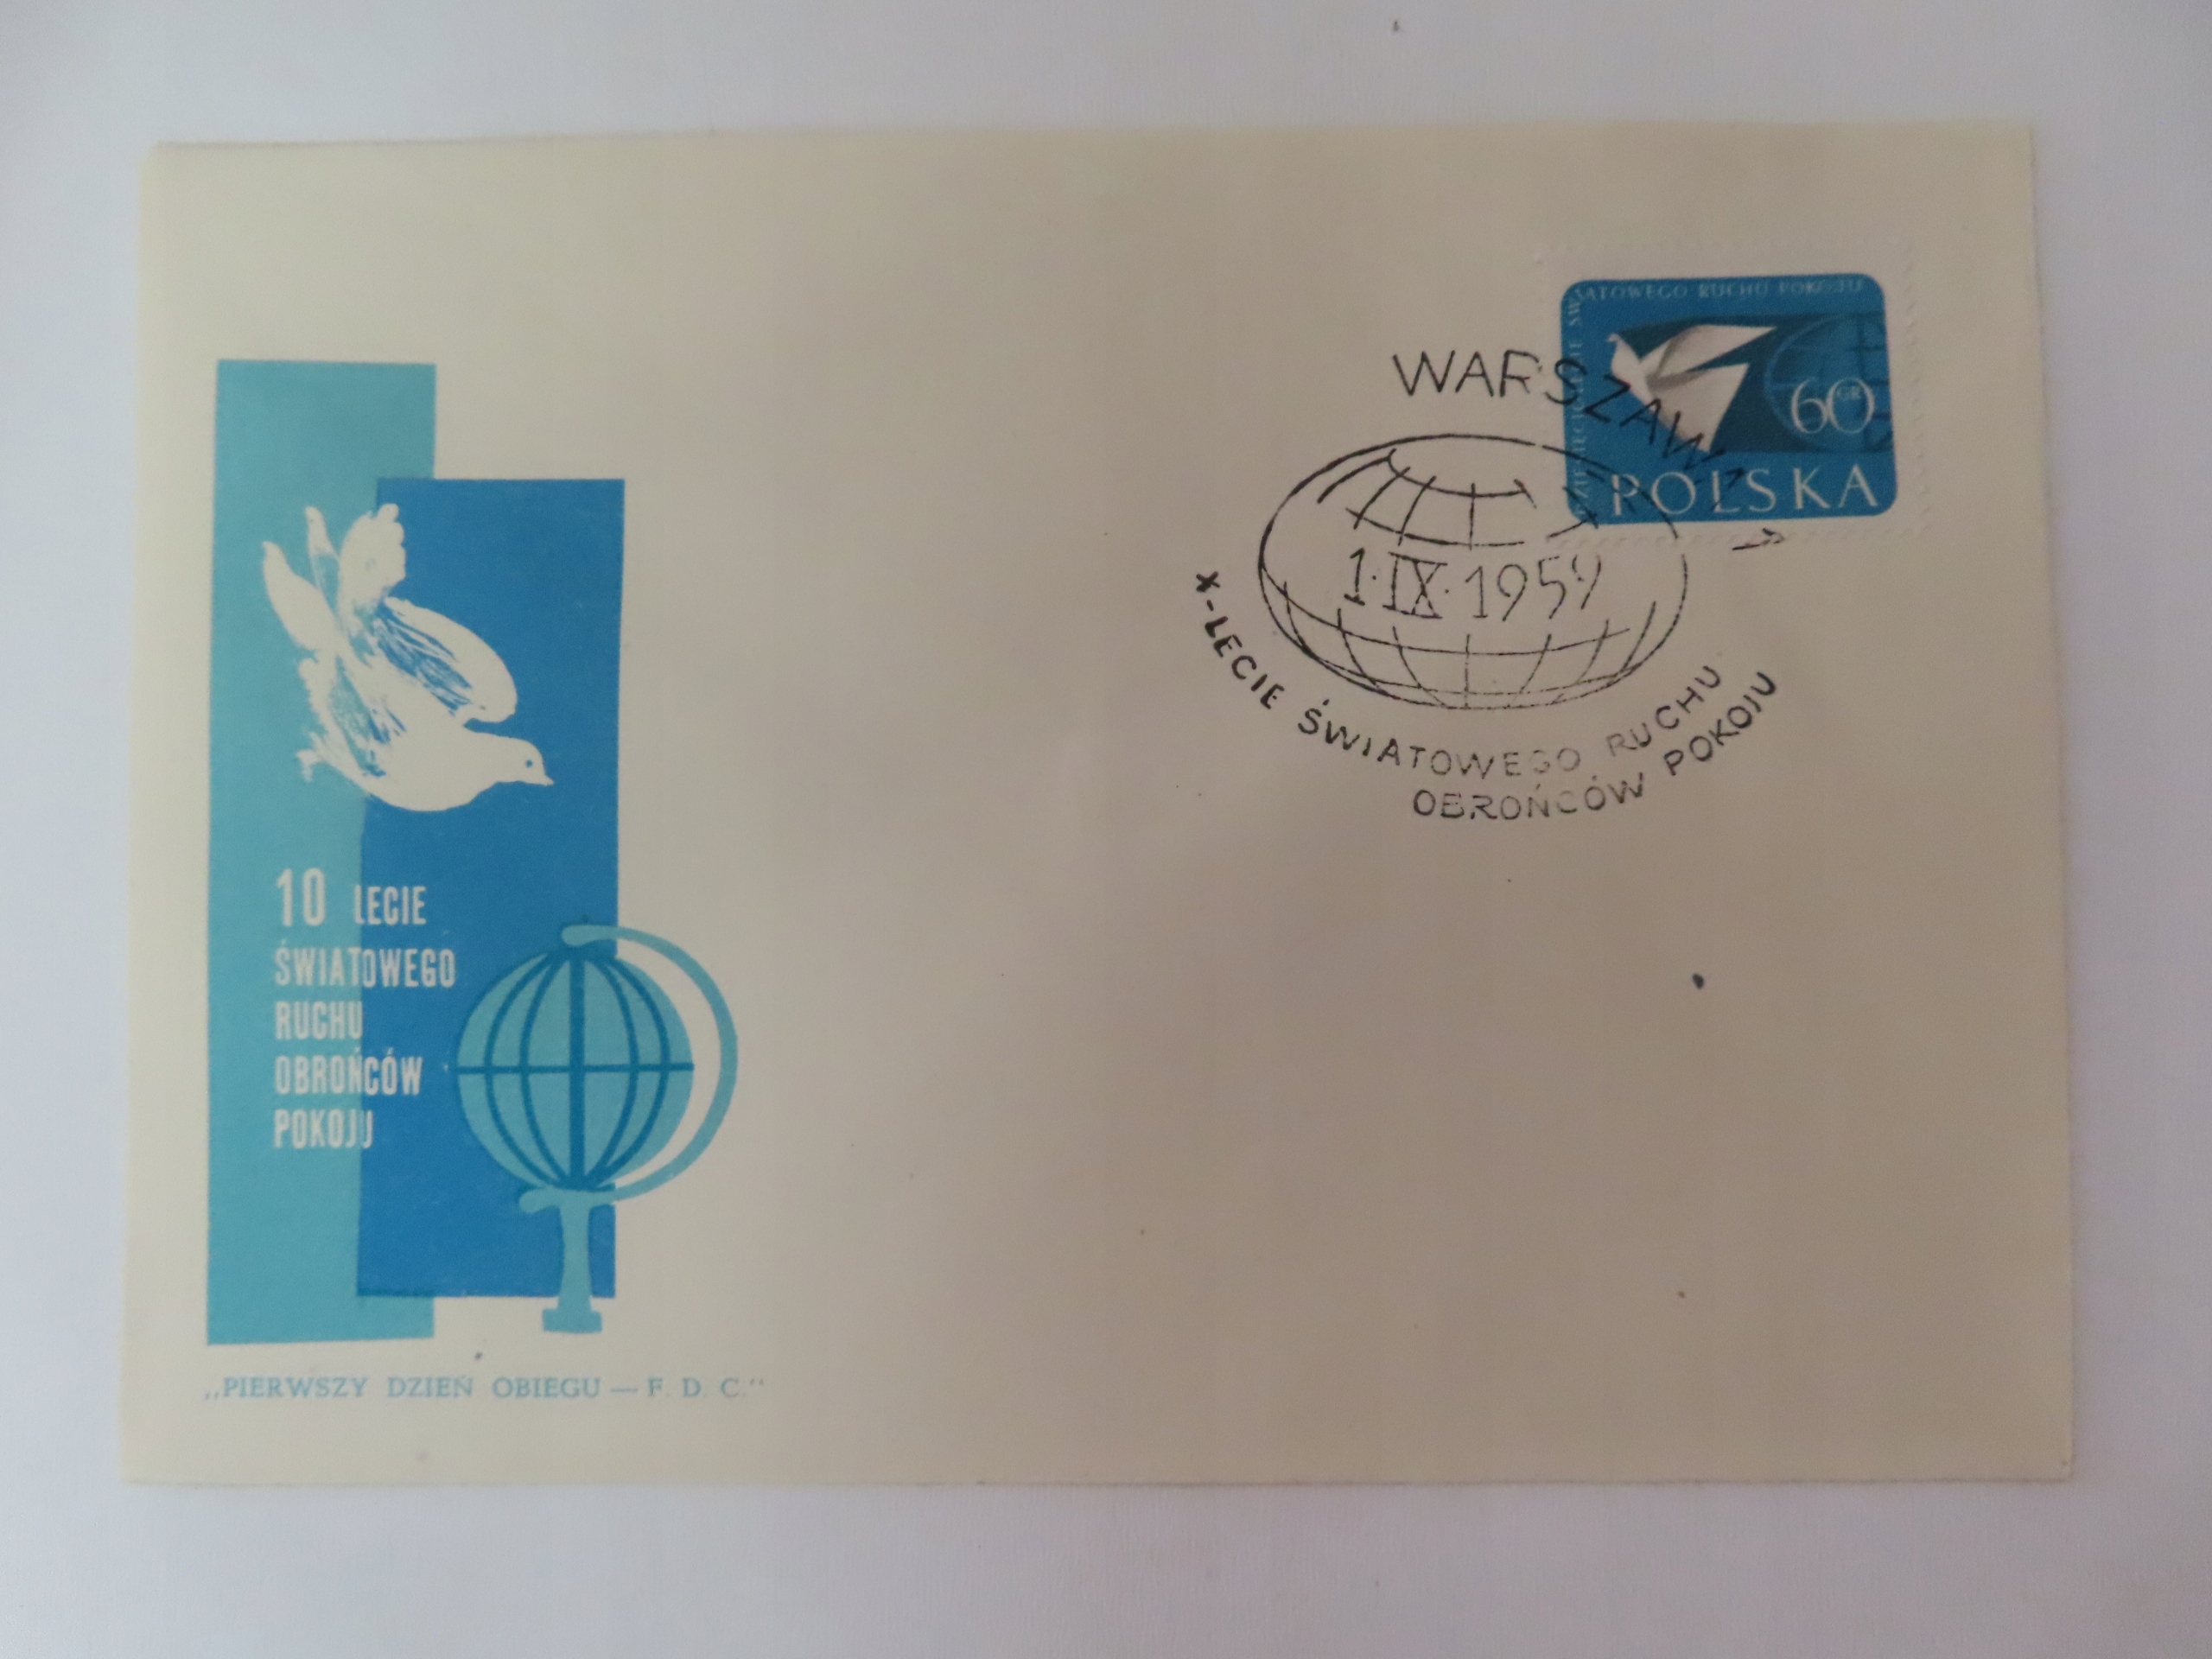 DZIESIĘCIOLECIE ŚWIATOWEGO RUCHU POKOJU
60 GR
POLSKA
WARSZAWA
1·IX·1959
X-LECIE ŚWIATOWEGO RUCHU
OBROŃCÓW POKOJU
10 LECIE
ŚWIATOWEGO
RUCHU
OBROŃCÓW
POKOJU
„PIERWSZY DZIEŃ OBIEGU — F. D. C.“